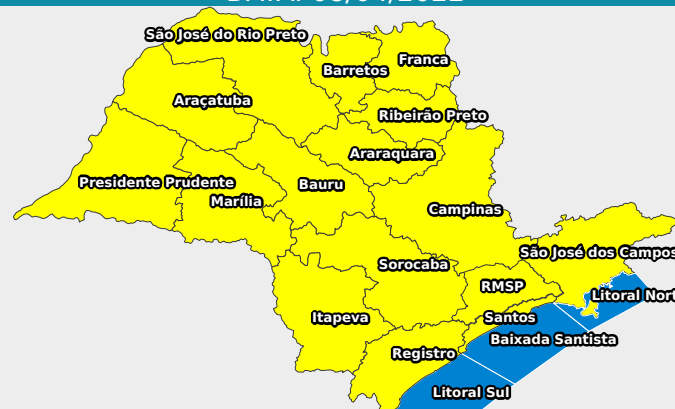 São José do Rio Preto
Franca
Barretos
Araçatuba
Ribeirão Preto
Araraquara
Presidente Prudente
Bauru
Marília
Campinas
São José dos Campos
Sorocaba
RMSP
Litoral Nort
Itapeva
Santos
Baixada Santista
Registro
Litoral Sul